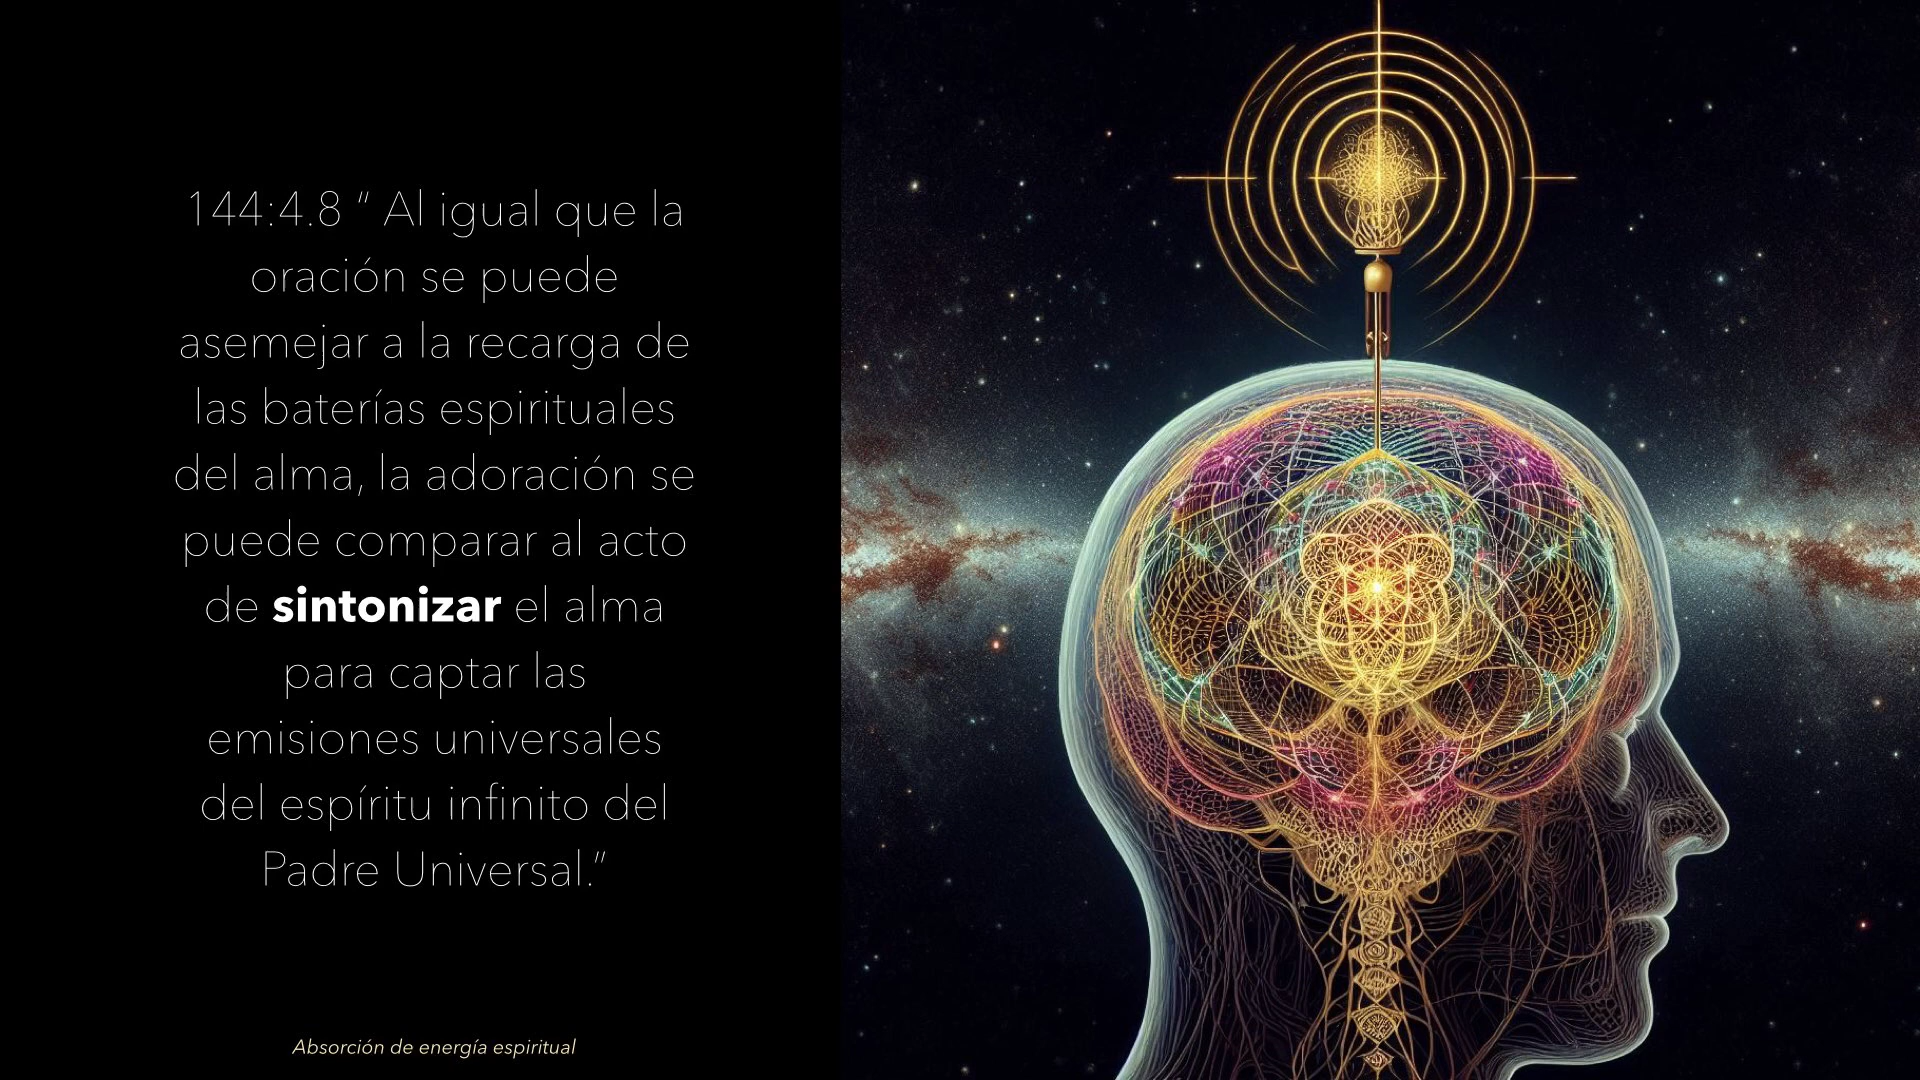 144:4.8 “ Al igual que la
oración se puede
asemejar a la recarga de
las baterías espirituales
del alma, la adoración se
puede comparar al acto
de sintonizar el alma
para captar las
emisiones universales
del espíritu infinito del
Padre Universal.”
Absorción de energía espiritual